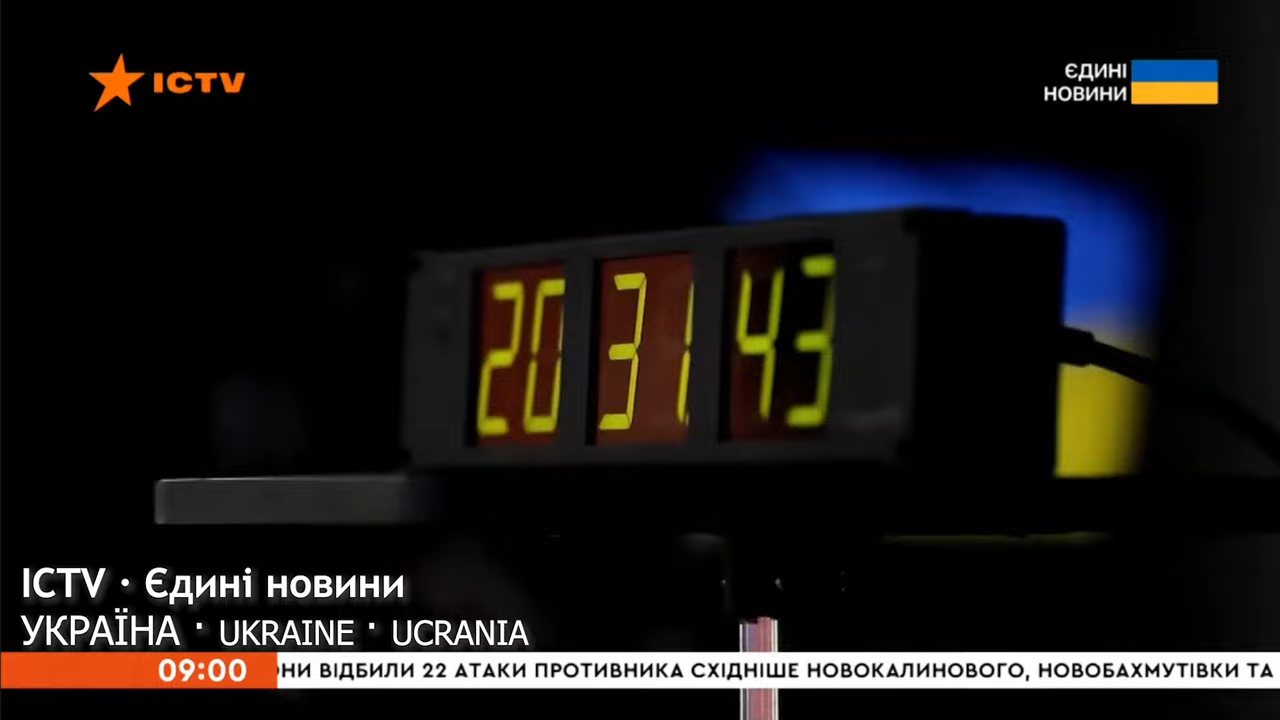 ICTV
ЄДИНІ
НОВИНИ
20 31 43
ICTV · Єдині новини
УКРАЇНА · UKRAINE · UCRANIA
09:00 ОНИ ВІДБИЛИ 22 АТАКИ ПРОТИВНИКА СХІДНІШЕ НОВОКАЛИНОВОГО, НОВОБАХМУТІВКИ ТА